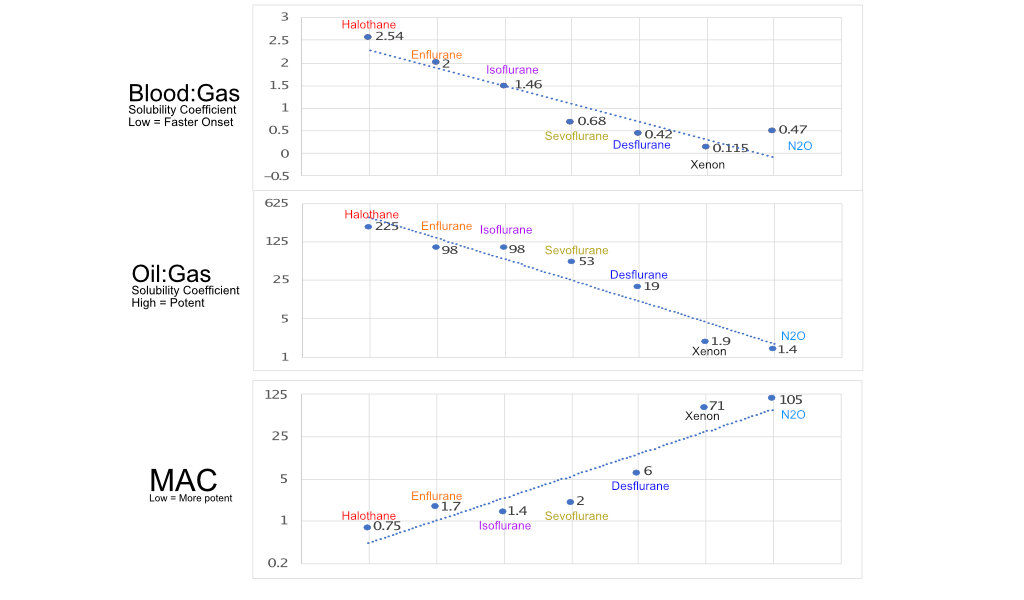 Blood:Gas
Solubility Coefficient
Low = Faster Onset
3
2.5
2
1.5
1
0.5
0
−0.5
Halothane
2.54
Enflurane
2
Isoflurane
1.46
0.68
Sevoflurane
0.42
Desflurane
0.115
Xenon
0.47
N2O
Oil:Gas
Solubility Coefficient
High = Potent
625
125
25
5
1
Halothane
225
Enflurane
98
Isoflurane
98
Sevoflurane
53
Desflurane
19
1.9
Xenon
N2O
1.4
MAC
Low = More potent
125
25
5
1
0.2
Halothane
0.75
Enflurane
1.7
1.4
Isoflurane
2
Sevoflurane
6
Desflurane
71
Xenon
105
N2O